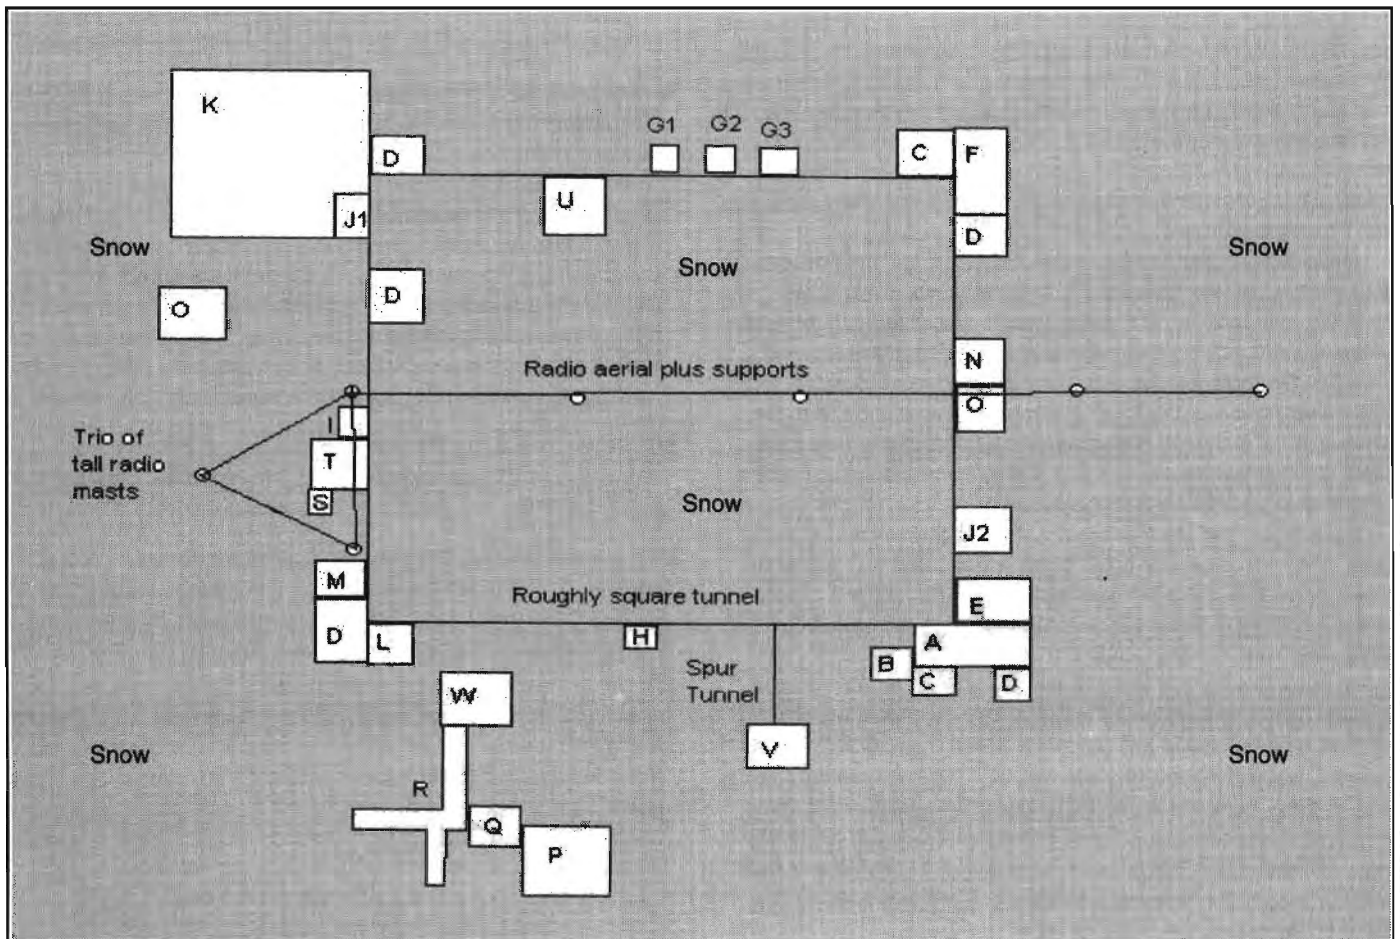 K
G1
G2
G3
D
C
F
U
J1
D
Snow
Snow
Snow
D
O
N
Radio aerial plus supports
O
I
Trio of
tall radio
masts
T
S
Snow
J2
M
Roughly square tunnel
E
D
L
H
A
B
C
D
Spur
Tunnel
W
V
Snow
Snow
R
Q
P